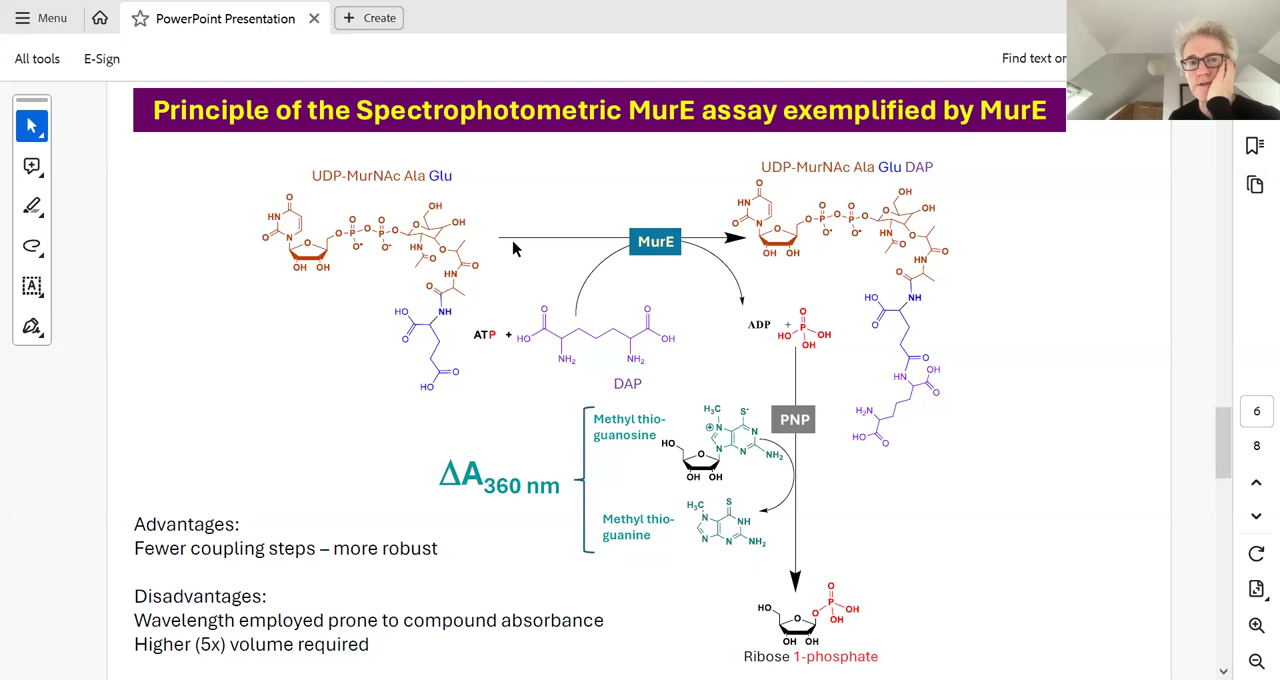 Menu
PowerPoint Presentation
Create
All tools
E-Sign
Find text or
Principle of the Spectrophotometric MurE assay exemplified by MurE
UDP-MurNAc Ala Glu
UDP-MurNAc Ala Glu DAP
MurE
ATP +
DAP
ADP +
Methyl thio-
guanosine
PNP
ΔA360 nm
Methyl thio-
guanine
Advantages:
Fewer coupling steps – more robust
Disadvantages:
Wavelength employed prone to compound absorbance
Higher (5x) volume required
Ribose 1-phosphate
6
8